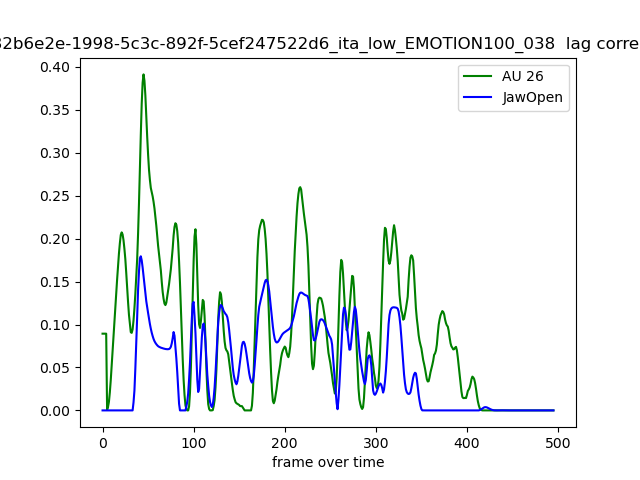 32b6e2e-1998-5c3c-892f-5cef247522d6_ita_low_EMOTION100_038 lag corre
AU 26
JawOpen
0.40
0.35
0.30
0.25
0.20
0.15
0.10
0.05
0.00
0 100 200 300 400 500
frame over time